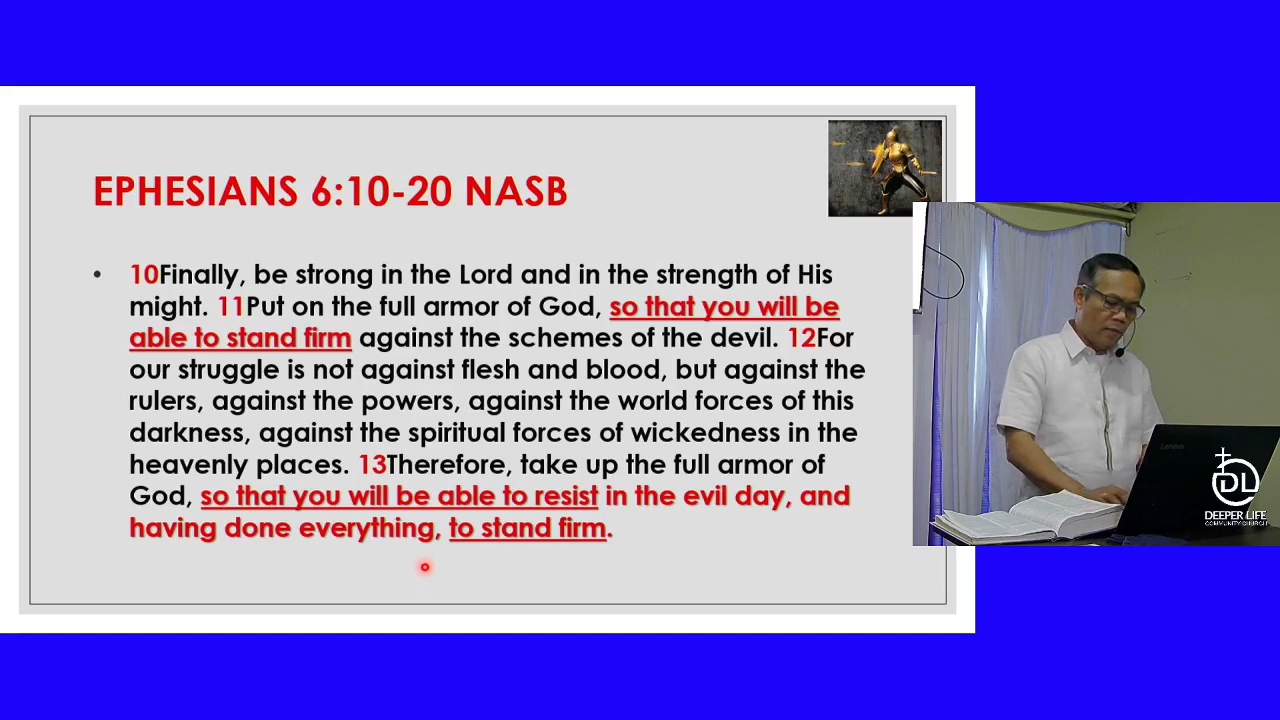 EPHESIANS 6:10-20 NASB
• 10Finally, be strong in the Lord and in the strength of His
might. 11Put on the full armor of God, so that you will be
able to stand firm against the schemes of the devil. 12For
our struggle is not against flesh and blood, but against the
rulers, against the powers, against the world forces of this
darkness, against the spiritual forces of wickedness in the
heavenly places. 13Therefore, take up the full armor of
God, so that you will be able to resist in the evil day, and
having done everything, to stand firm.
Lenovo
DL
DEEPER LIFE
COMMUNITY CHURCH